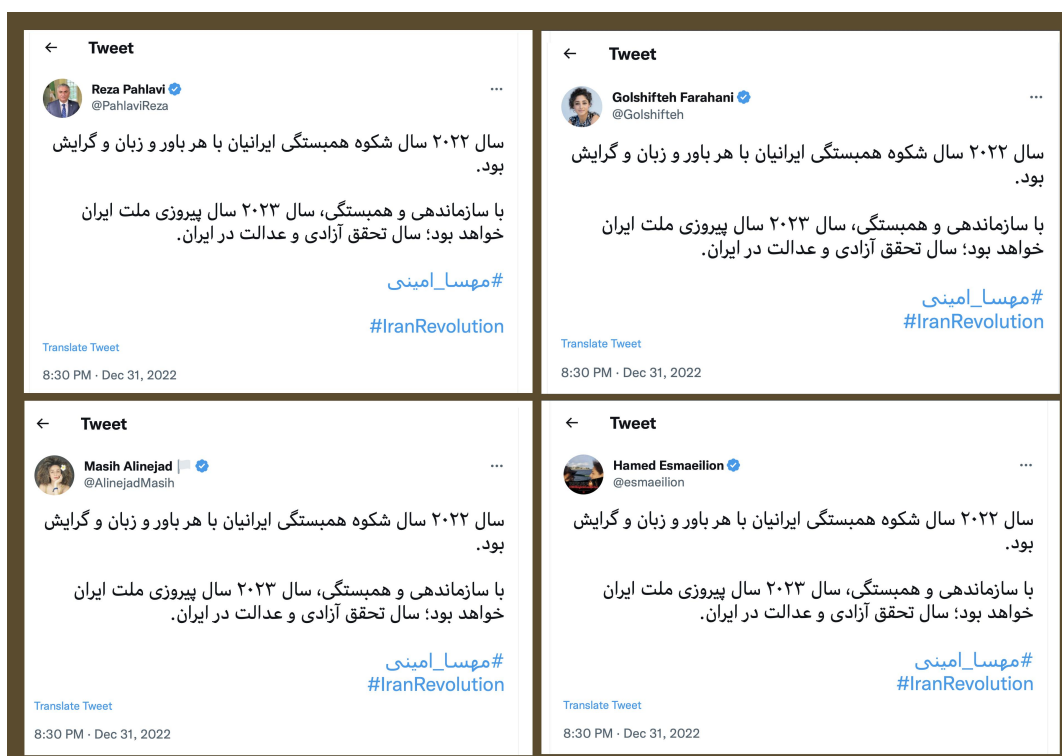 Tweet
Reza Pahlavi
@PahlaviReza
سال ۲۰۲۲ سال شکوه همبستگی ایرانیان با هر باور و زبان و گرایش
بود.
با سازماندهی و همبستگی، سال ۲۰۲۳ سال پیروزی ملت ایران
خواهد بود؛ سال تحقق آزادی و عدالت در ایران.
#مهسا_امینی
#IranRevolution
Translate Tweet
8:30 PM · Dec 31, 2022
Tweet
Golshifteh Farahani
@Golshifteh
سال ۲۰۲۲ سال شکوه همبستگی ایرانیان با هر باور و زبان و گرایش
بود.
با سازماندهی و همبستگی، سال ۲۰۲۳ سال پیروزی ملت ایران
خواهد بود؛ سال تحقق آزادی و عدالت در ایران.
#مهسا_امینی
#IranRevolution
Translate Tweet
8:30 PM · Dec 31, 2022
Tweet
Masih Alinejad
@AlinejadMasih
سال ۲۰۲۲ سال شکوه همبستگی ایرانیان با هر باور و زبان و گرایش
بود.
با سازماندهی و همبستگی، سال ۲۰۲۳ سال پیروزی ملت ایران
خواهد بود؛ سال تحقق آزادی و عدالت در ایران.
#مهسا_امینی
#IranRevolution
Translate Tweet
8:30 PM · Dec 31, 2022
Tweet
Hamed Esmaeilion
@esmaeilion
سال ۲۰۲۲ سال شکوه همبستگی ایرانیان با هر باور و زبان و گرایش
بود.
با سازماندهی و همبستگی، سال ۲۰۲۳ سال پیروزی ملت ایران
خواهد بود؛ سال تحقق آزادی و عدالت در ایران.
#مهسا_امینی
#IranRevolution
Translate Tweet
8:30 PM · Dec 31, 2022